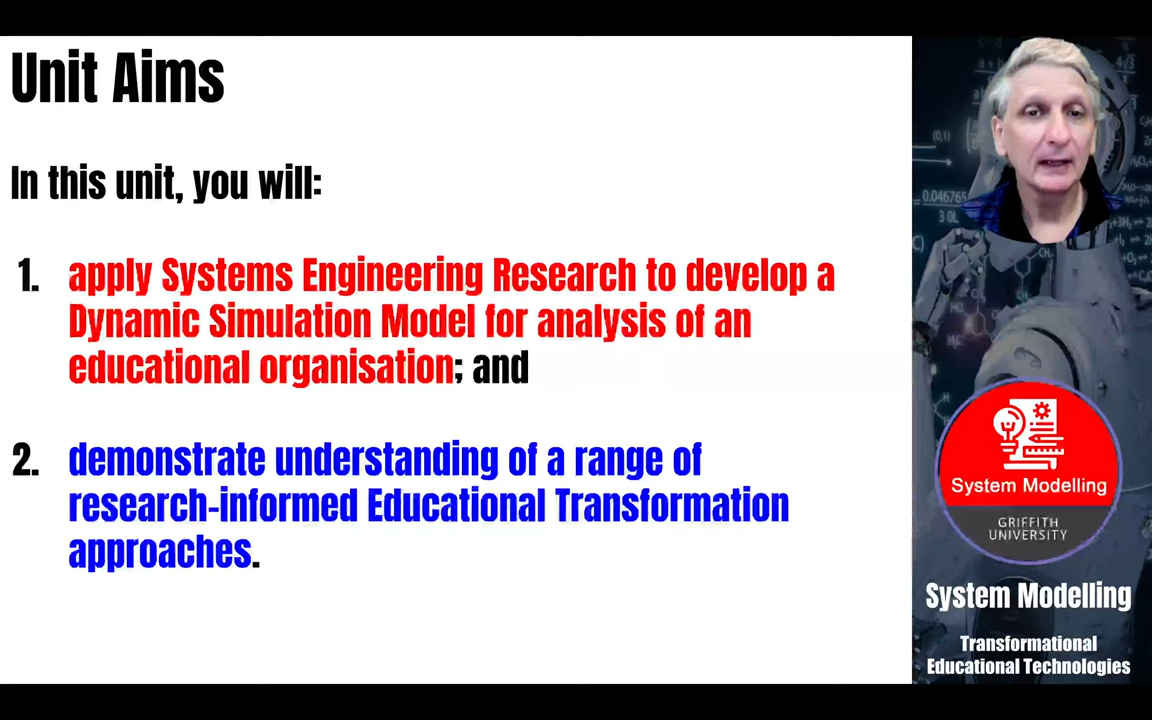 Unit Aims
In this unit, you will:
1. apply Systems Engineering Research to develop a
Dynamic Simulation Model for analysis of an
educational organisation; and
2. demonstrate understanding of a range of
research-informed Educational Transformation
approaches.
System Modelling
GRIFFITH
UNIVERSITY
System Modelling
Transformational
Educational Technologies